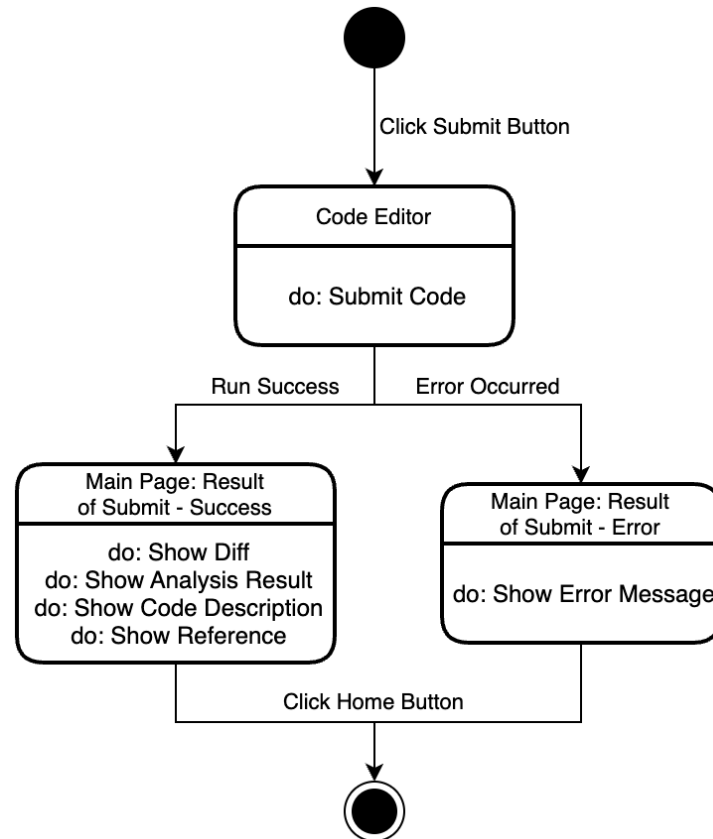 Click Submit Button
Code Editor
do: Submit Code
Run Success
Error Occurred
Main Page: Result
of Submit - Success
do: Show Diff
do: Show Analysis Result
do: Show Code Description
do: Show Reference
Main Page: Result
of Submit - Error
do: Show Error Message
Click Home Button